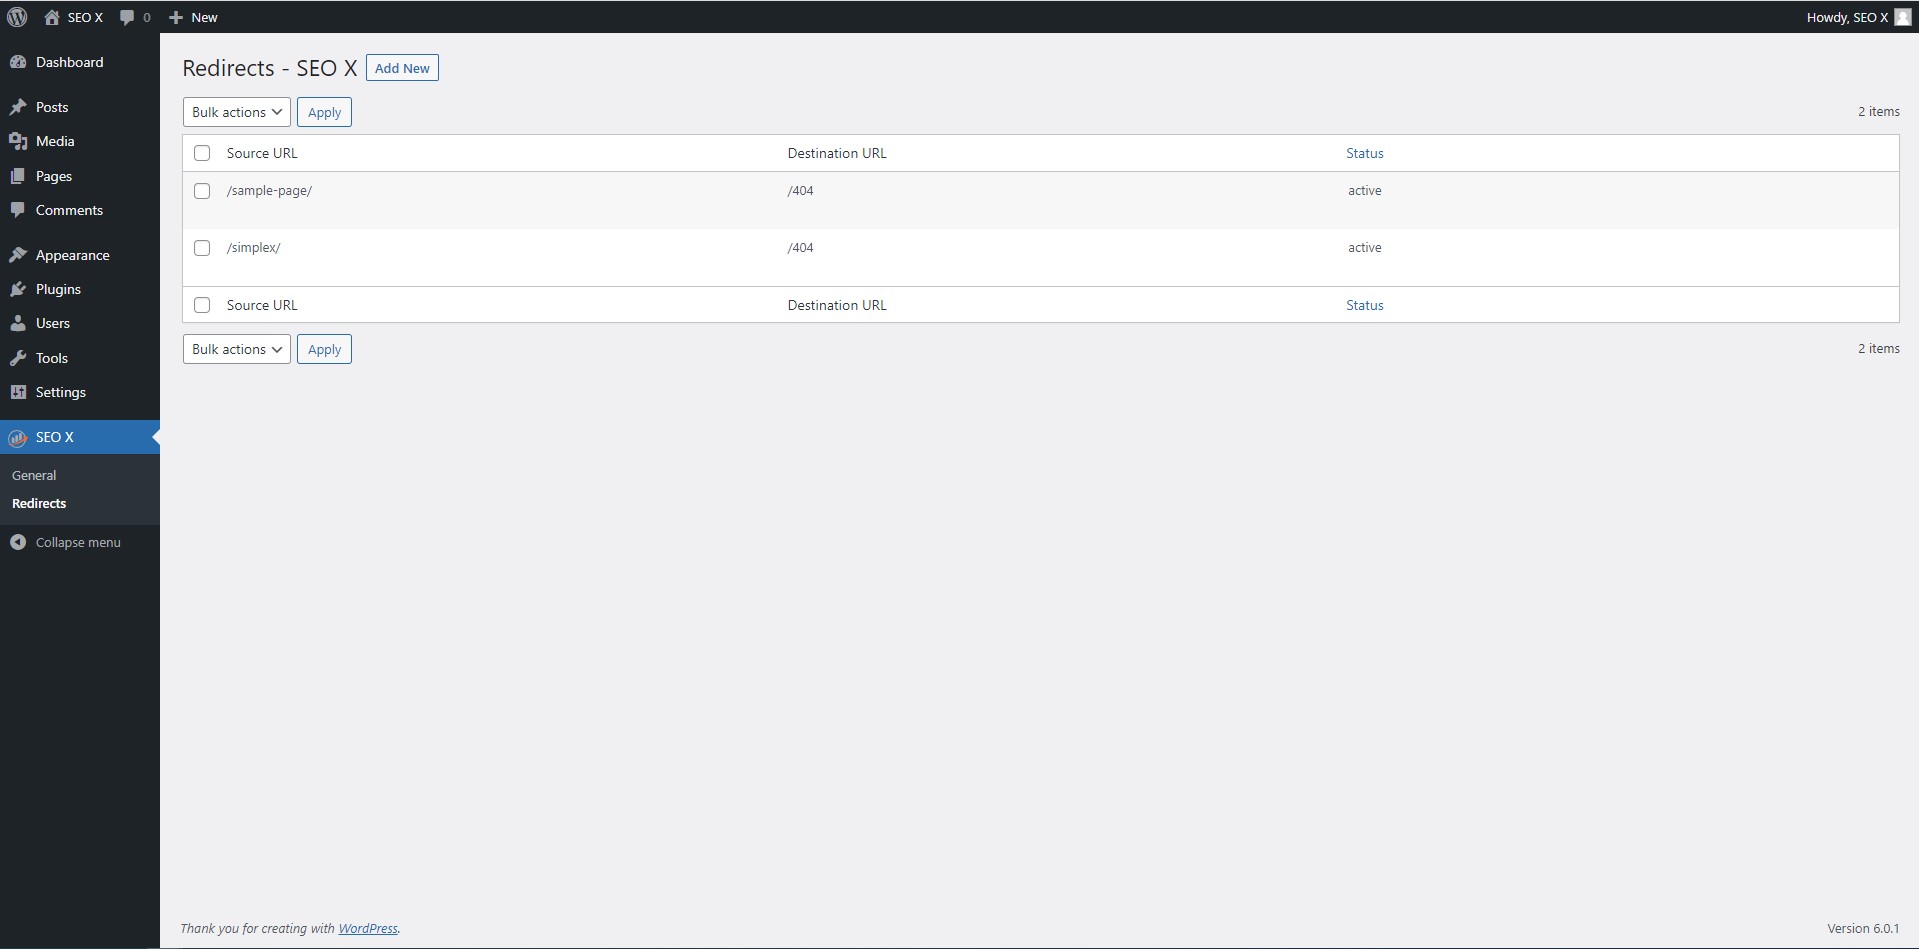 SEO X 0 New Howdy, SEO X
Dashboard
Posts
Media
Pages
Comments
Appearance
Plugins
Users
Tools
Settings
SEO X
General
Redirects
Collapse menu
Redirects - SEO X Add New
Bulk actions Apply 2 items
Source URL Destination URL Status
/sample-page/ /404 active
/simplex/ /404 active
Source URL Destination URL Status
Bulk actions Apply 2 items
Thank you for creating with WordPress. Version 6.0.1